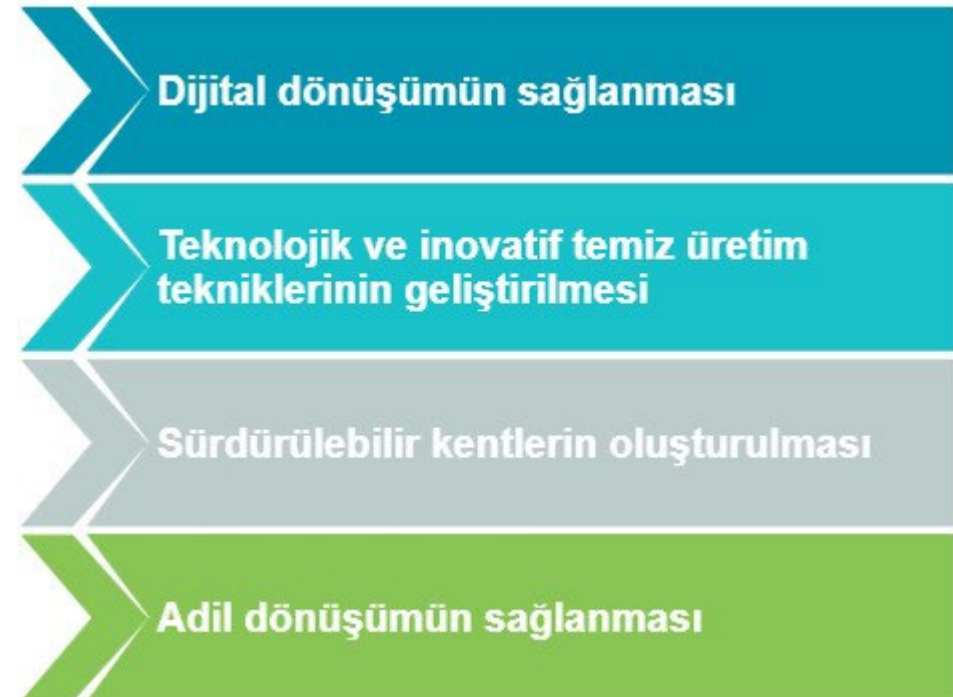 Dijital dönüşümün sağlanması
Teknolojik ve inovatif temiz üretim
tekniklerinin geliştirilmesi
Sürdürülebilir kentlerin oluşturulması
Adil dönüşümün sağlanması